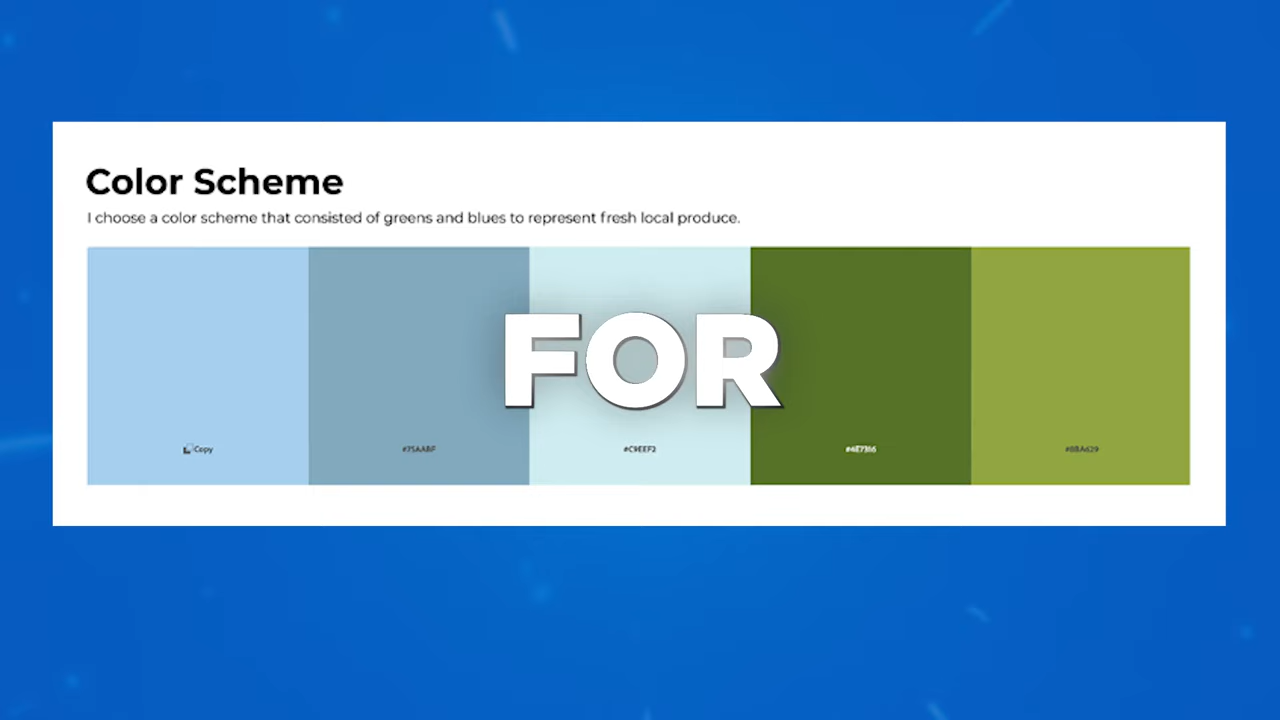 Color Scheme
I choose a color scheme that consisted of greens and blues to represent fresh local produce.
FOR
Copy
#C9EEF2